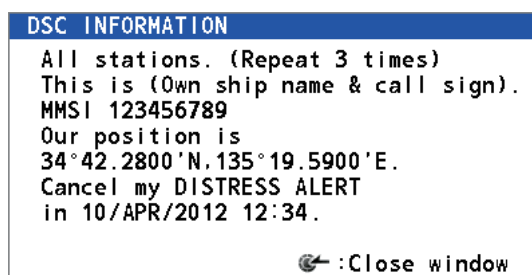 DSC INFORMATION
All stations. (Repeat 3 times)
This is (Own ship name & call sign).
MMSI 123456789
Our position is
34°42.2800'N,135°19.5900'E.
Cancel my DISTRESS ALERT
in 10/APR/2012 12:34.
:Close window